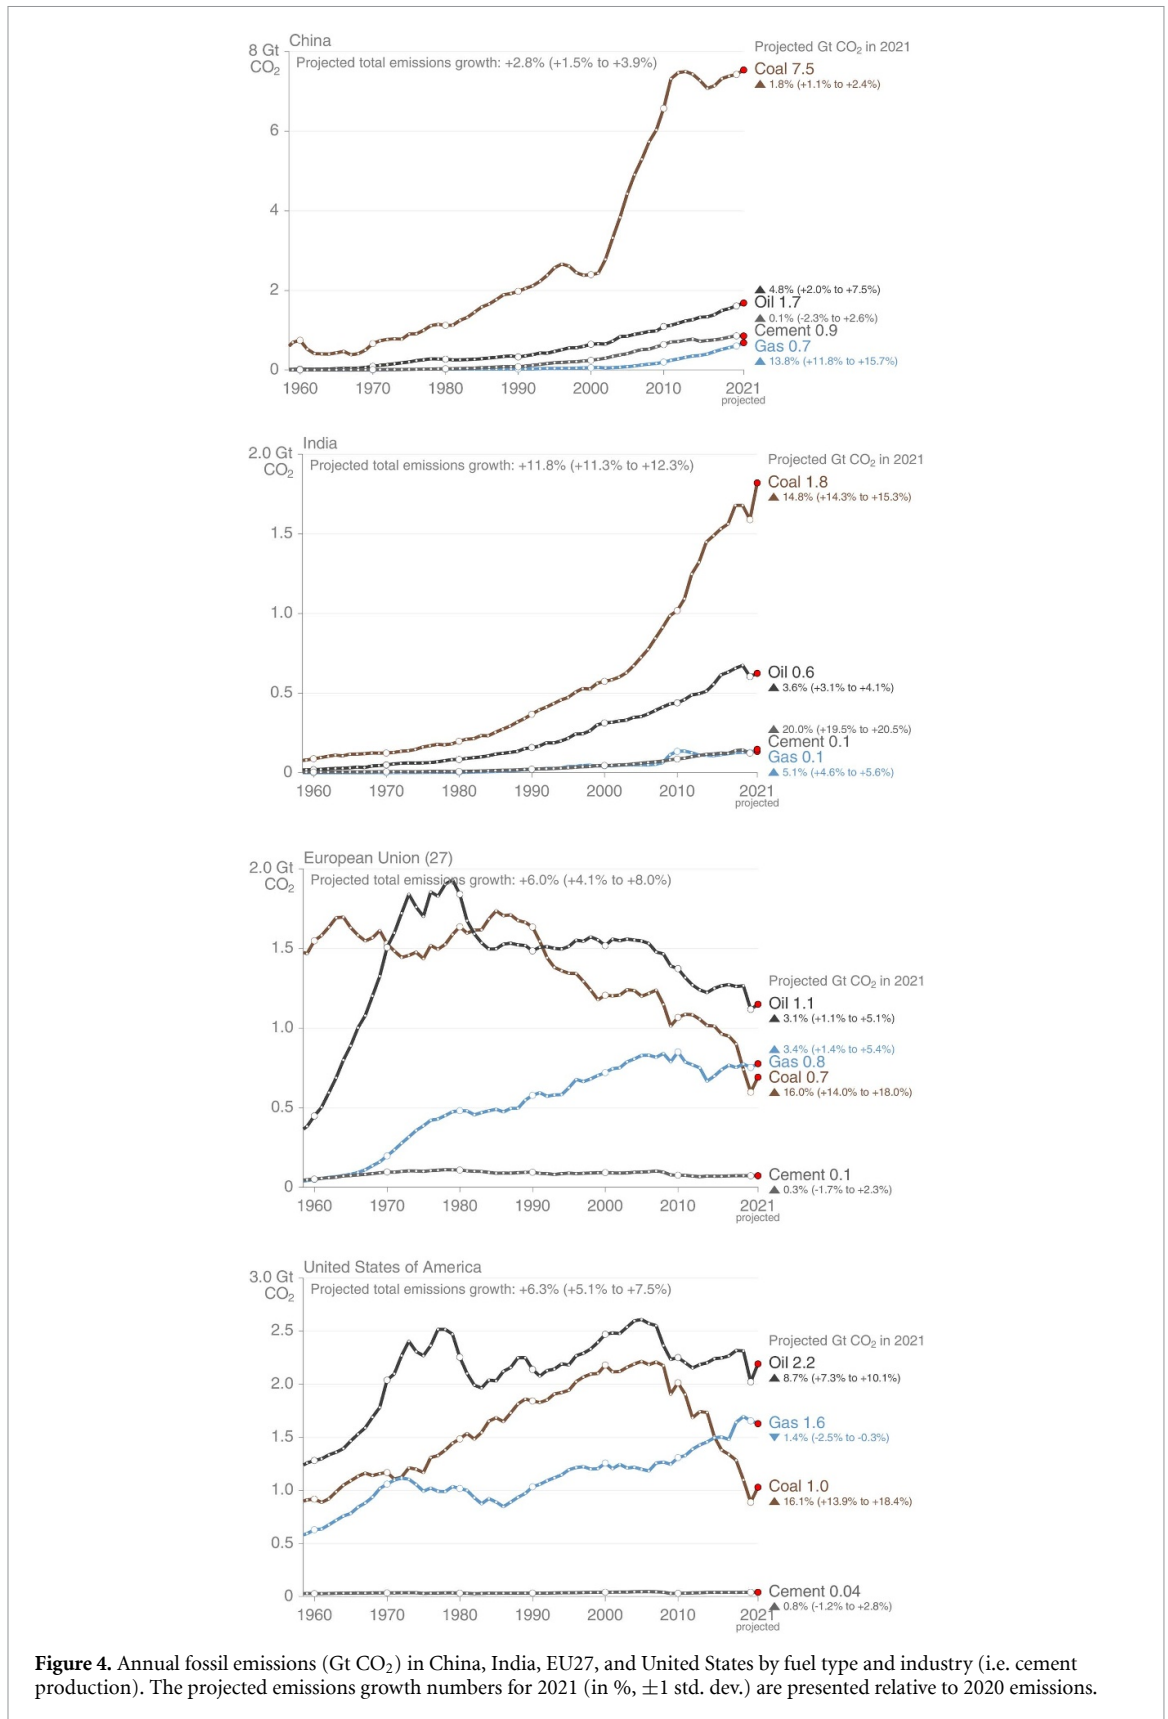 China
8 Gt
CO₂
Projected total emissions growth: +2.8% (+1.5% to +3.9%)
Projected Gt CO₂ in 2021
Coal 7.5
▲ 1.8% (+1.1% to +2.4%)
6
4
2
▲ 4.8% (+2.0% to +7.5%)
Oil 1.7
▲ 0.1% (-2.3% to +2.6%)
Cement 0.9
Gas 0.7
▲ 13.8% (+11.8% to +15.7%)
0
1960 1970 1980 1990 2000 2010 2021
projected
India
2.0 Gt
CO₂
Projected total emissions growth: +11.8% (+11.3% to +12.3%)
Projected Gt CO₂ in 2021
Coal 1.8
▲ 14.8% (+14.3% to +15.3%)
1.5
1.0
Oil 0.6
▲ 3.6% (+3.1% to +4.1%)
0.5
▲ 20.0% (+19.5% to +20.5%)
Cement 0.1
Gas 0.1
▲ 5.1% (+4.6% to +5.6%)
0
1960 1970 1980 1990 2000 2010 2021
projected
European Union (27)
2.0 Gt
CO₂
Projected total emissions growth: +6.0% (+4.1% to +8.0%)
1.5
Projected Gt CO₂ in 2021
Oil 1.1
▲ 3.1% (+1.1% to +5.1%)
1.0
▲ 3.4% (+1.4% to +5.4%)
Gas 0.8
Coal 0.7
▲ 16.0% (+14.0% to +18.0%)
0.5
Cement 0.1
▲ 0.3% (-1.7% to +2.3%)
0
1960 1970 1980 1990 2000 2010 2021
projected
United States of America
3.0 Gt
CO₂
Projected total emissions growth: +6.3% (+5.1% to +7.5%)
2.5
Projected Gt CO₂ in 2021
Oil 2.2
▲ 8.7% (+7.3% to +10.1%)
2.0
Gas 1.6
▼ 1.4% (-2.5% to -0.3%)
1.5
Coal 1.0
▲ 16.1% (+13.9% to +18.4%)
1.0
0.5
Cement 0.04
▲ 0.8% (-1.2% to +2.8%)
0
1960 1970 1980 1990 2000 2010 2021
projected
Figure 4. Annual fossil emissions (Gt CO₂) in China, India, EU27, and United States by fuel type and industry (i.e. cement
production). The projected emissions growth numbers for 2021 (in %, ±1 std. dev.) are presented relative to 2020 emissions.